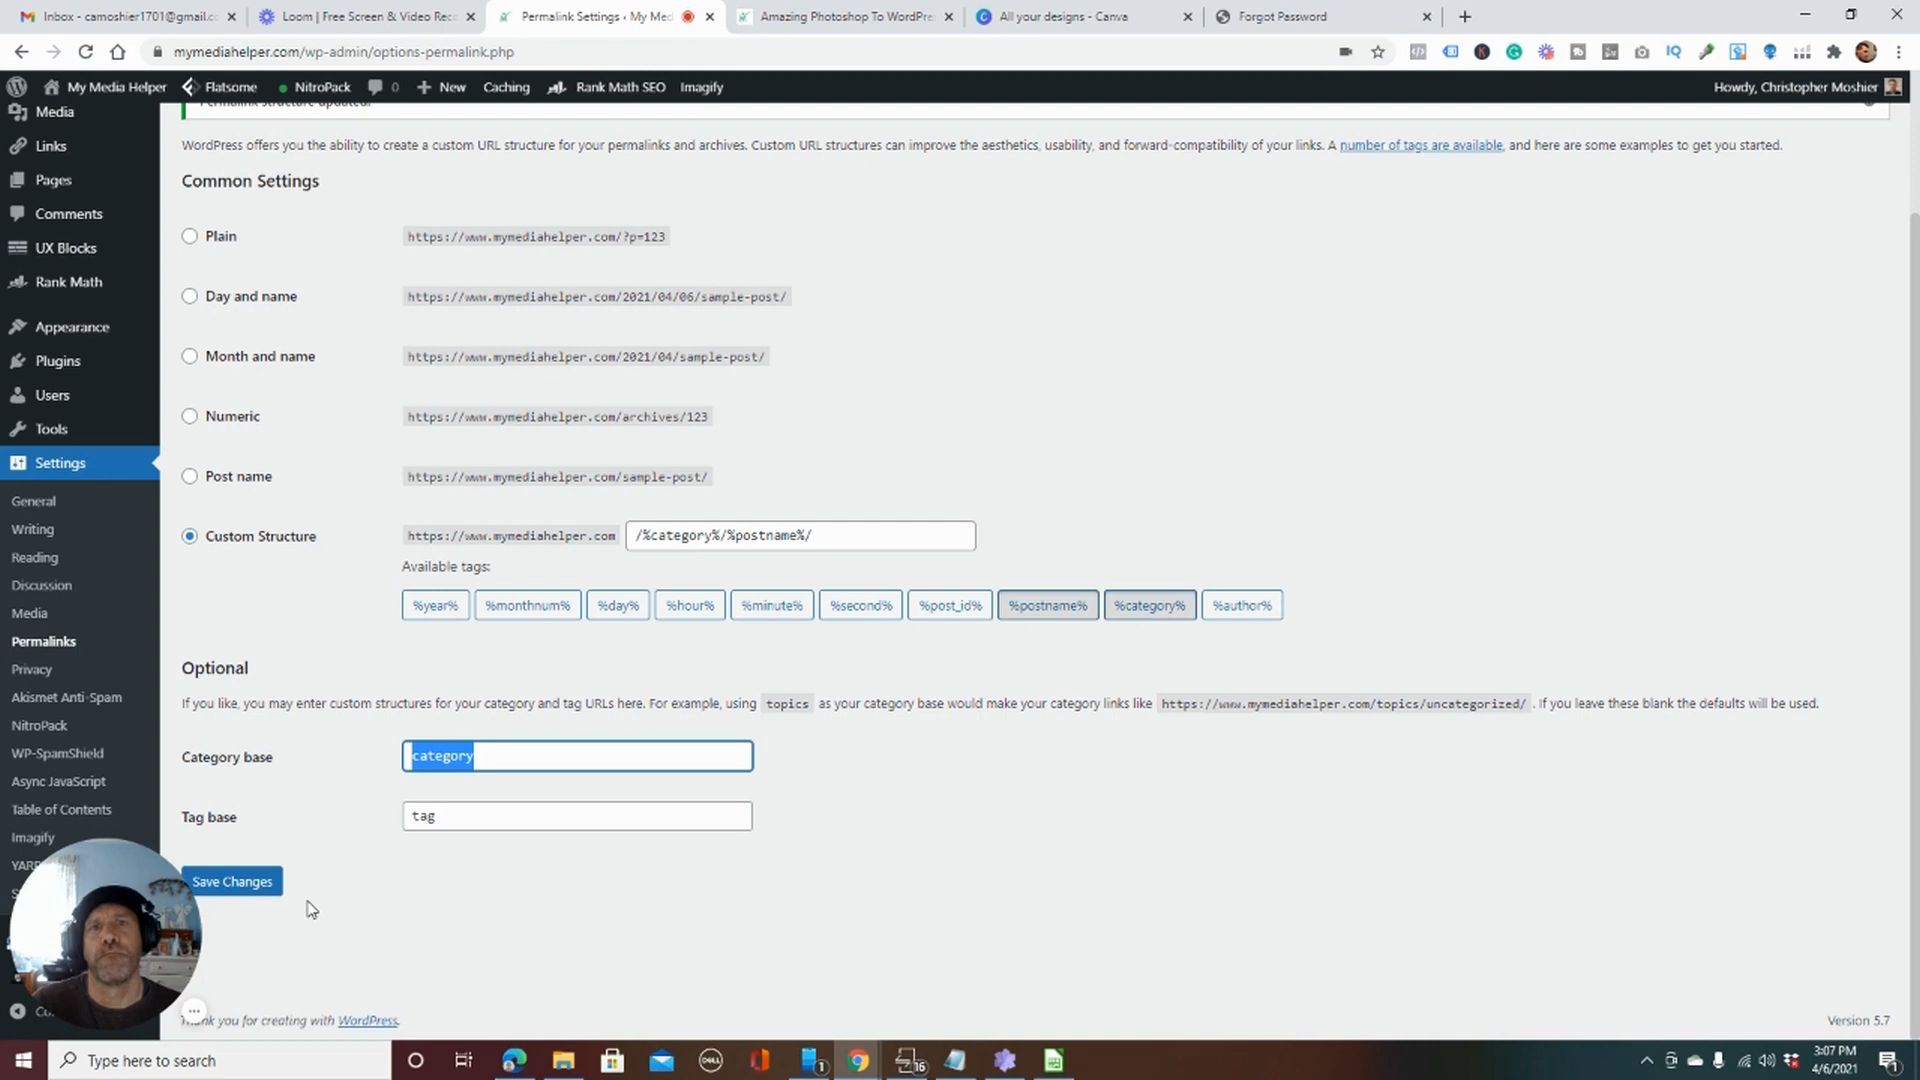 camoshier1701@gmail.c
Loom | Free Screen & Video Rec
Permalink Settings ‹ My Med
Amazing Photoshop To WordPre
All your designs - Canva
Forgot Password
mymediahelper.com/wp-admin/options-permalink.php
My Media Helper
Flatsome
NitroPack
0
New
Caching
Rank Math SEO
Imagify
Howdy, Christopher Moshier
Media
Links
Pages
Comments
UX Blocks
Rank Math
Appearance
Plugins
Users
Tools
Settings
General
Writing
Reading
Discussion
Media
Permalinks
Privacy
Akismet Anti-Spam
NitroPack
WP-SpamShield
Async JavaScript
Table of Contents
Imagify
Permalink structure updated.
WordPress offers you the ability to create a custom URL structure for your permalinks and archives. Custom URL structures can improve the aesthetics, usability, and forward-compatibility of your links. A number of tags are available, and here are some examples to get you started.
Common Settings
Plain
https://www.mymediahelper.com/?p=123
Day and name
https://www.mymediahelper.com/2021/04/06/sample-post/
Month and name
https://www.mymediahelper.com/2021/04/sample-post/
Numeric
https://www.mymediahelper.com/archives/123
Post name
https://www.mymediahelper.com/sample-post/
Custom Structure
https://www.mymediahelper.com
/%category%/%postname%/
Available tags:
%year%
%monthnum%
%day%
%hour%
%minute%
%second%
%post_id%
%postname%
%category%
%author%
Optional
If you like, you may enter custom structures for your category and tag URLs here. For example, using topics as your category base would make your category links like https://www.mymediahelper.com/topics/uncategorized/ . If you leave these blank the defaults will be used.
Category base
category
Tag base
tag
Save Changes
Thank you for creating with WordPress.
Version 5.7
Type here to search
DELL
1
16
3:07 PM
4/6/2021
1